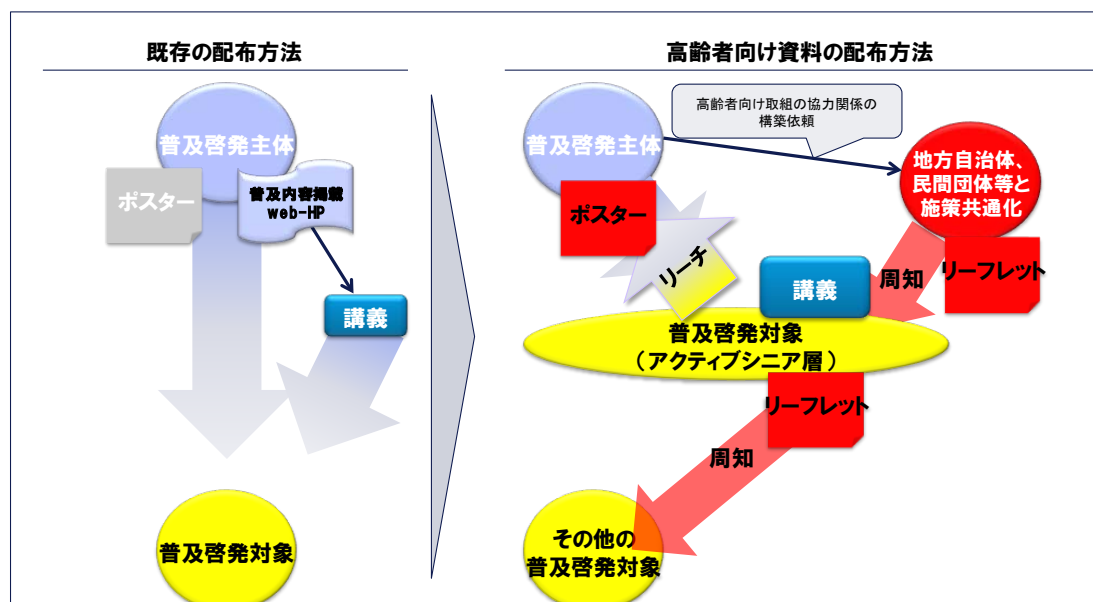 既存の配布方法
普及啓発主体
ポスター
普及内容掲載
web-HP
講義
普及啓発対象
高齢者向け資料の配布方法
普及啓発主体
高齢者向け取組の協力関係の
構築依頼
地方自治体、
民間団体等と
施策共通化
ポスター
リーチ
講義
周知
リーフレット
普及啓発対象
（アクティブシニア層）
リーフレット
周知
その他の
普及啓発対象